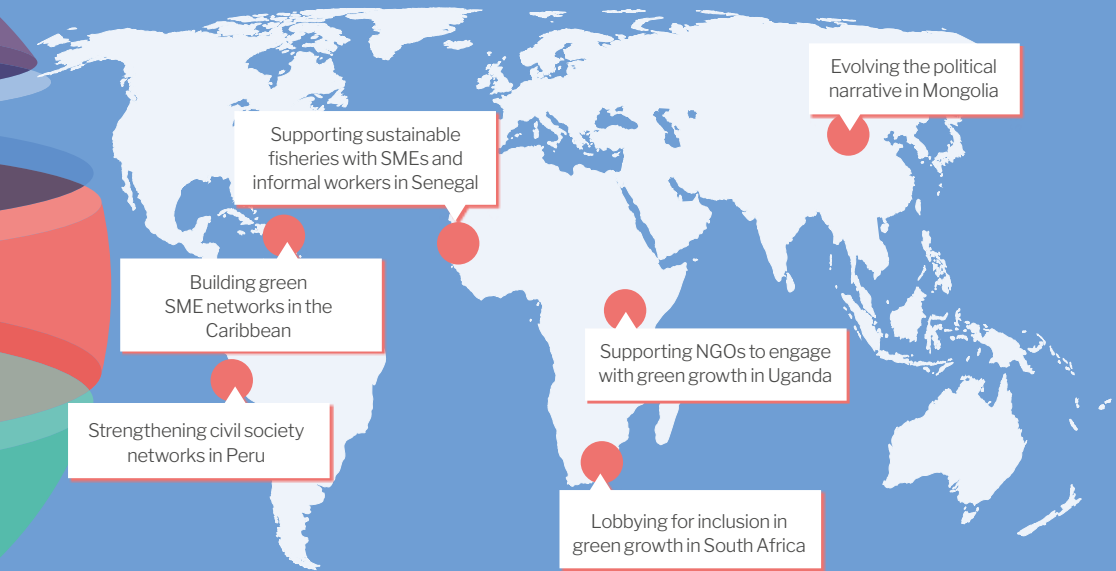 Evolving the political
narrative in Mongolia
Supporting sustainable
fisheries with SMEs and
informal workers in Senegal
Building green
SME networks in the
Caribbean
Supporting NGOs to engage
with green growth in Uganda
Strengthening civil society
networks in Peru
Lobbying for inclusion in
green growth in South Africa